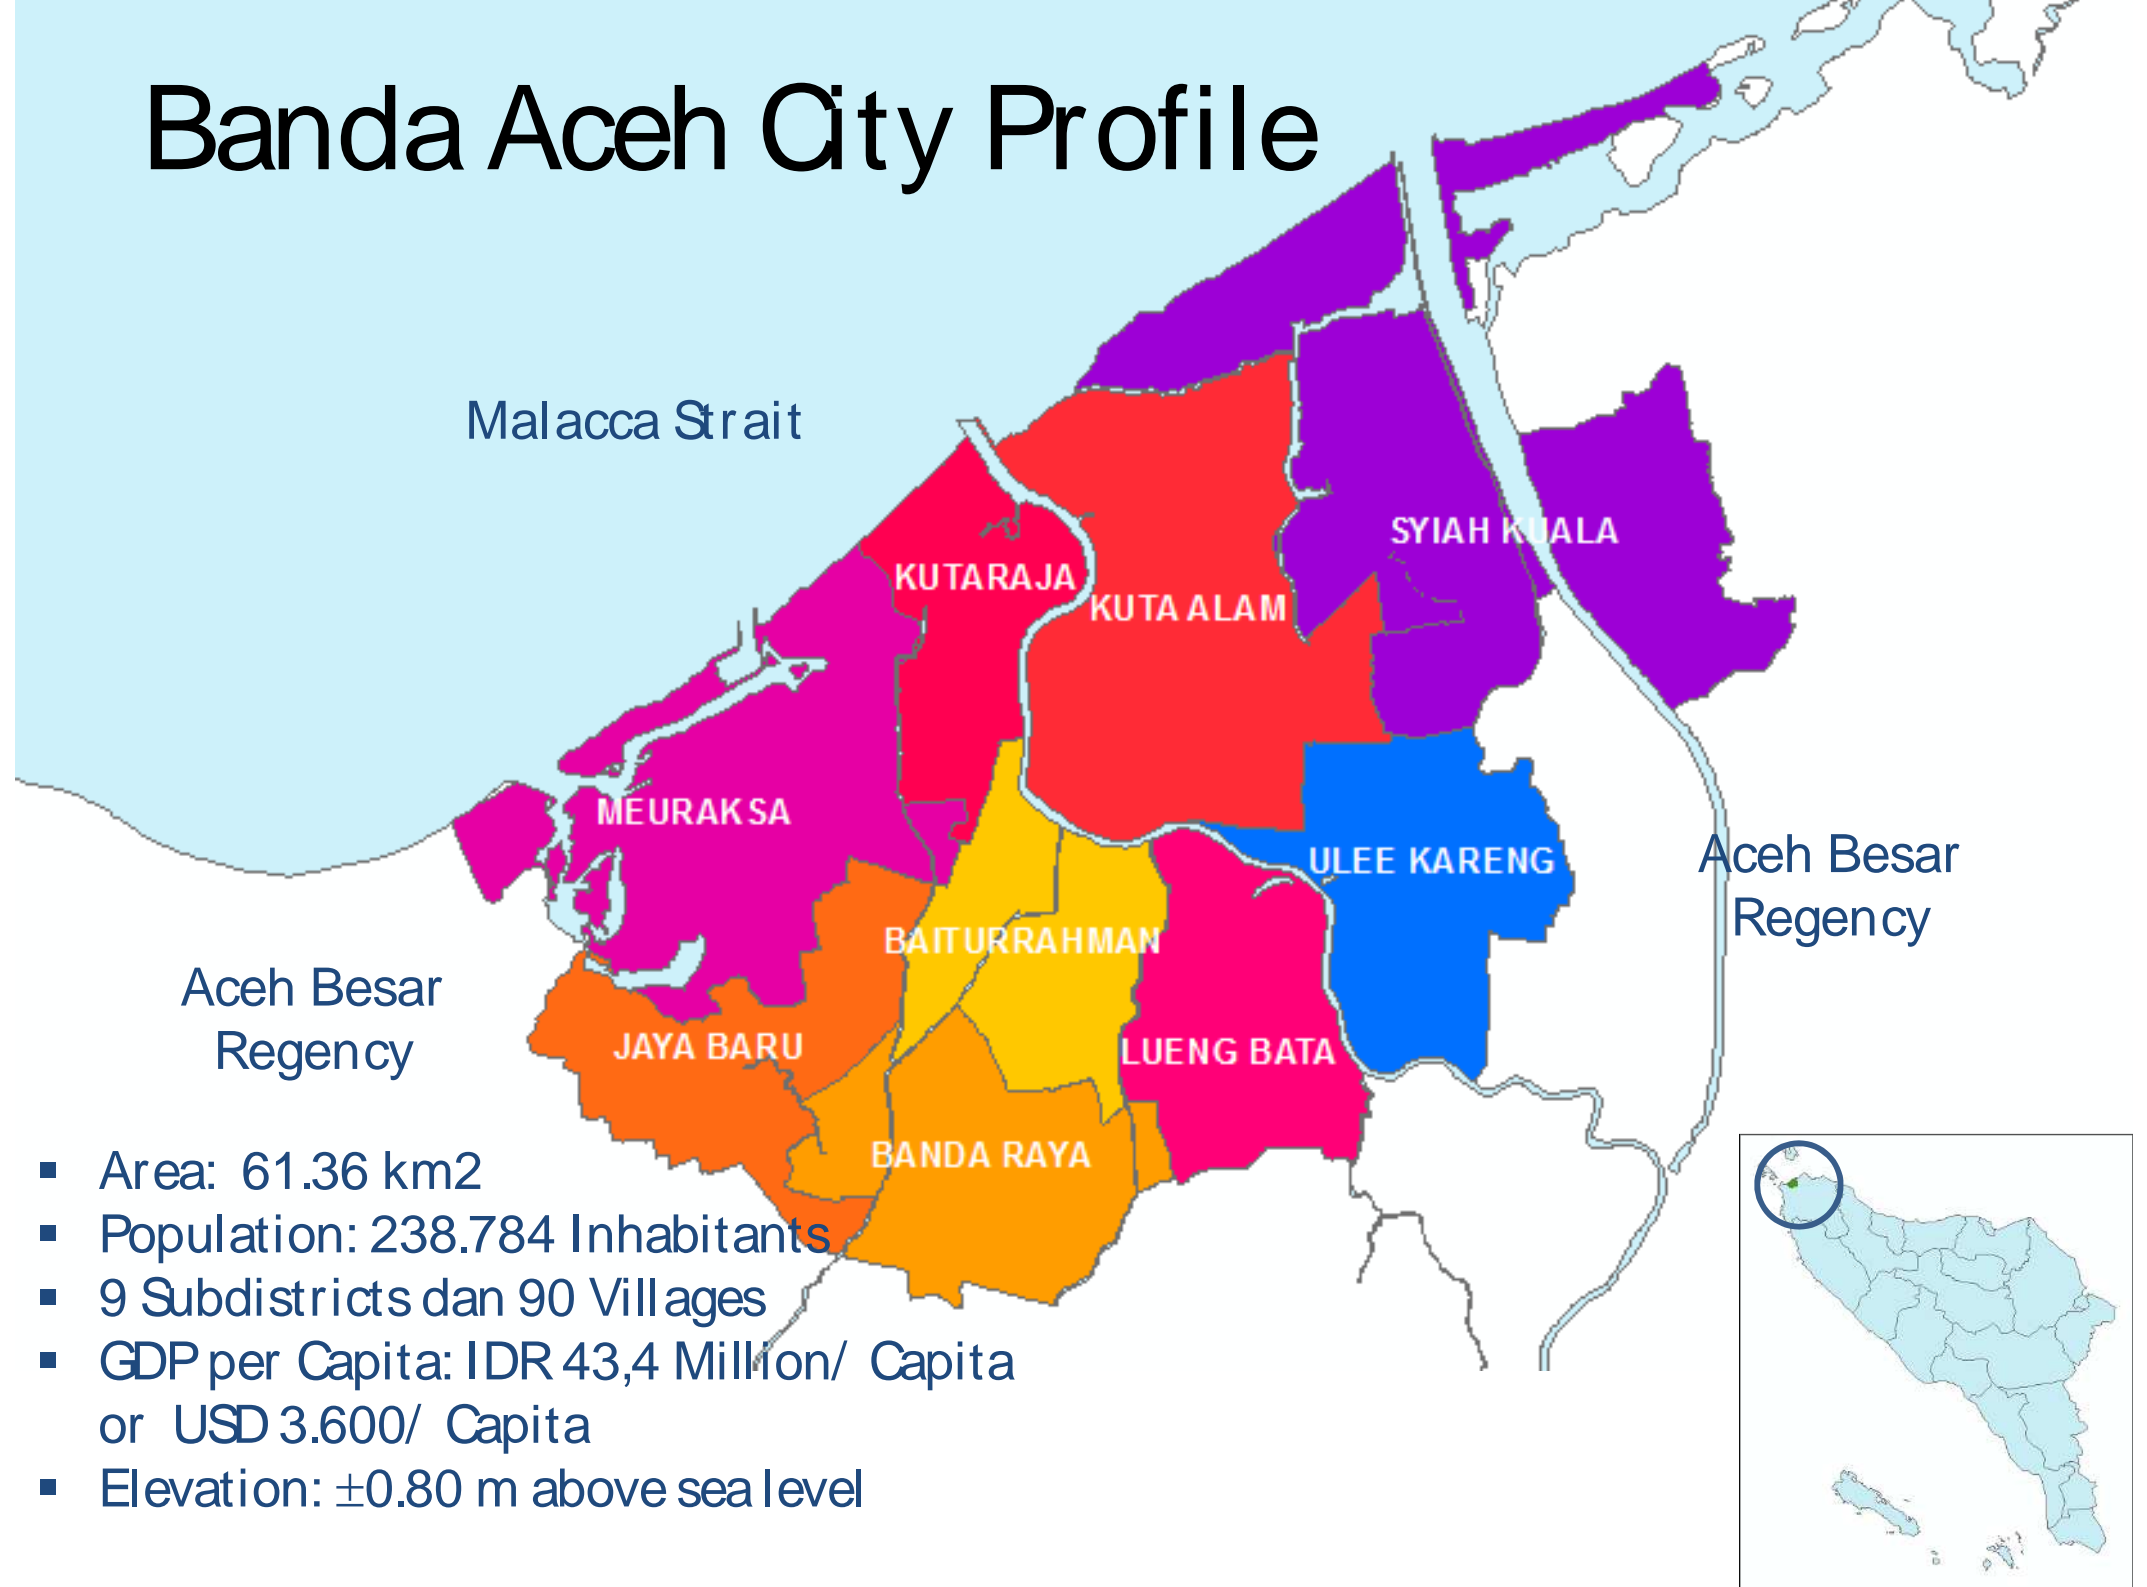 Banda Aceh City Profile
Malacca Strait
SYIAH KUALA
KUTARAJA
KUTA ALAM
MEURAKSA
ULEE KARENG
Aceh Besar
Regency
BAITURRAHMAN
Aceh Besar
Regency
JAYA BARU
LUENG BATA
BANDA RAYA
▪ Area: 61.36 km2
▪ Population: 238.784 Inhabitants
▪ 9 Subdistricts dan 90 Villages
▪ GDP per Capita: IDR 43,4 Million/ Capita
or USD 3.600/ Capita
▪ Elevation: ±0.80 m above sea level